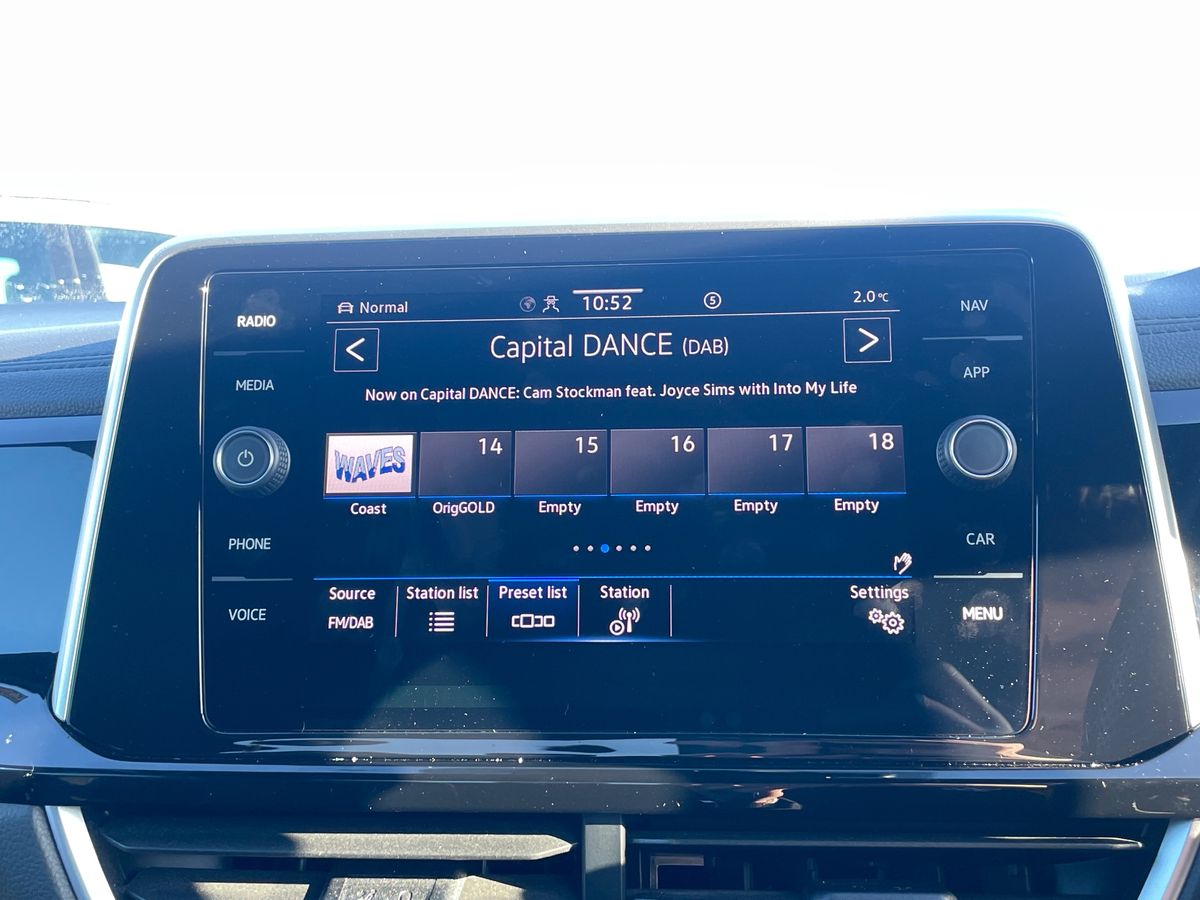 Normal
10:52
5
2.0°C
RADIO
NAV
<
Capital DANCE (DAB)
>
MEDIA
APP
Now on Capital DANCE: Cam Stockman feat. Joyce Sims with Into My Life
WAVES
14
15
16
17
18
Coast
OrigGOLD
Empty
Empty
Empty
Empty
PHONE
CAR
Source
Station list
Preset list
Station
Settings
FM/DAB
VOICE
MENU